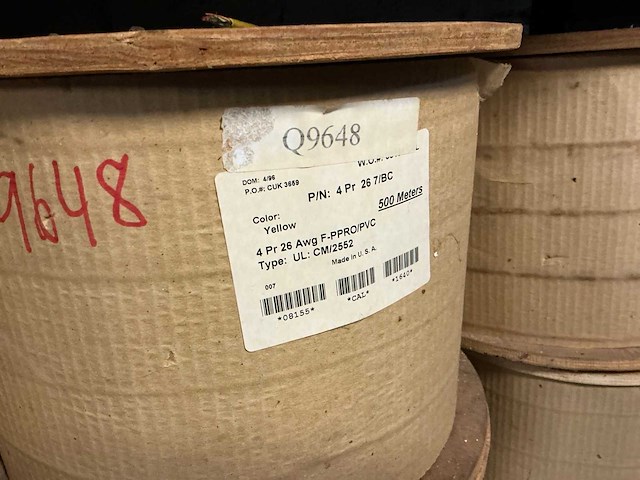 Q9648
9648
DOM: 4/96
W.O.#:
P.O.#: CUK 3659
P/N: 4 Pr 26 7/BC
500 Meters
Color:
Yellow
4 Pr 26 Awg F-PPRO/PVC
Type: UL: CM/2552
Made In U. S. A.
007
*08155*
*CAL*
*1640*